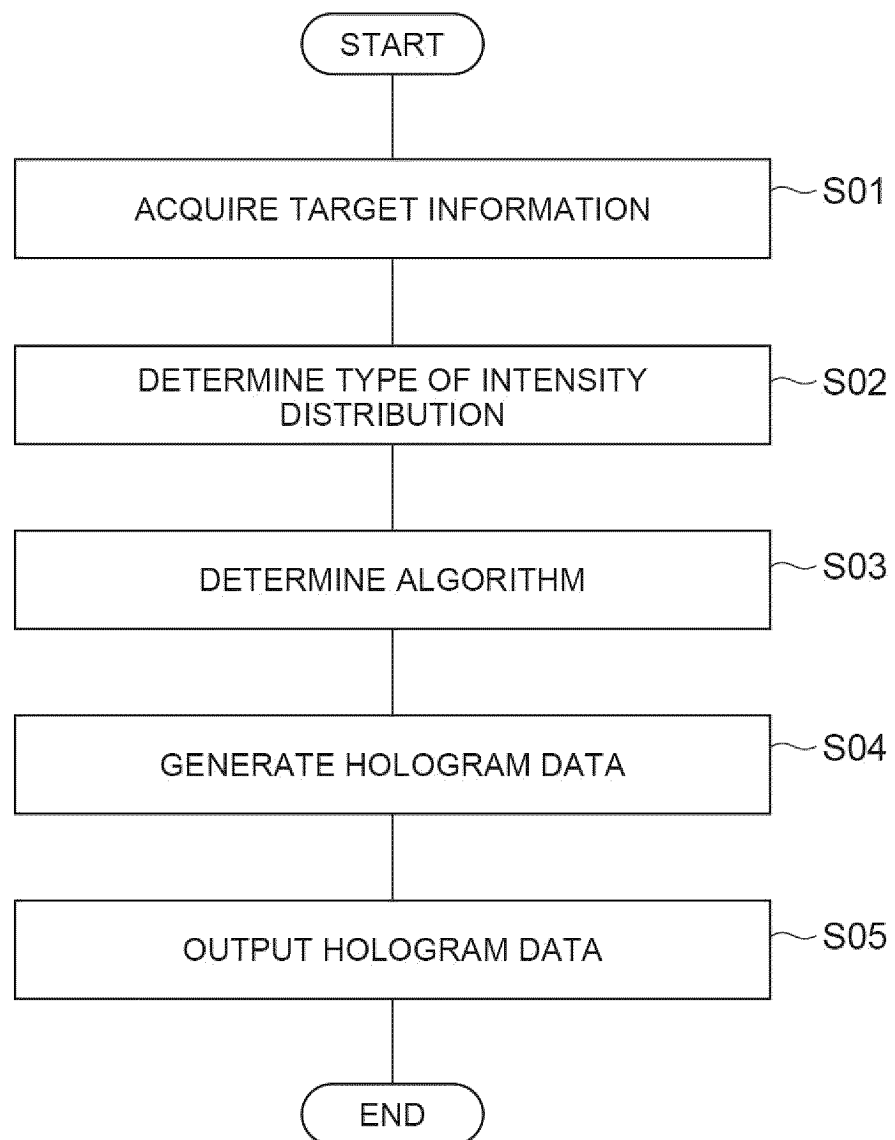 START
ACQUIRE TARGET INFORMATION
S01
DETERMINE TYPE OF INTENSITY
DISTRIBUTION
S02
DETERMINE ALGORITHM
S03
GENERATE HOLOGRAM DATA
S04
OUTPUT HOLOGRAM DATA
S05
END